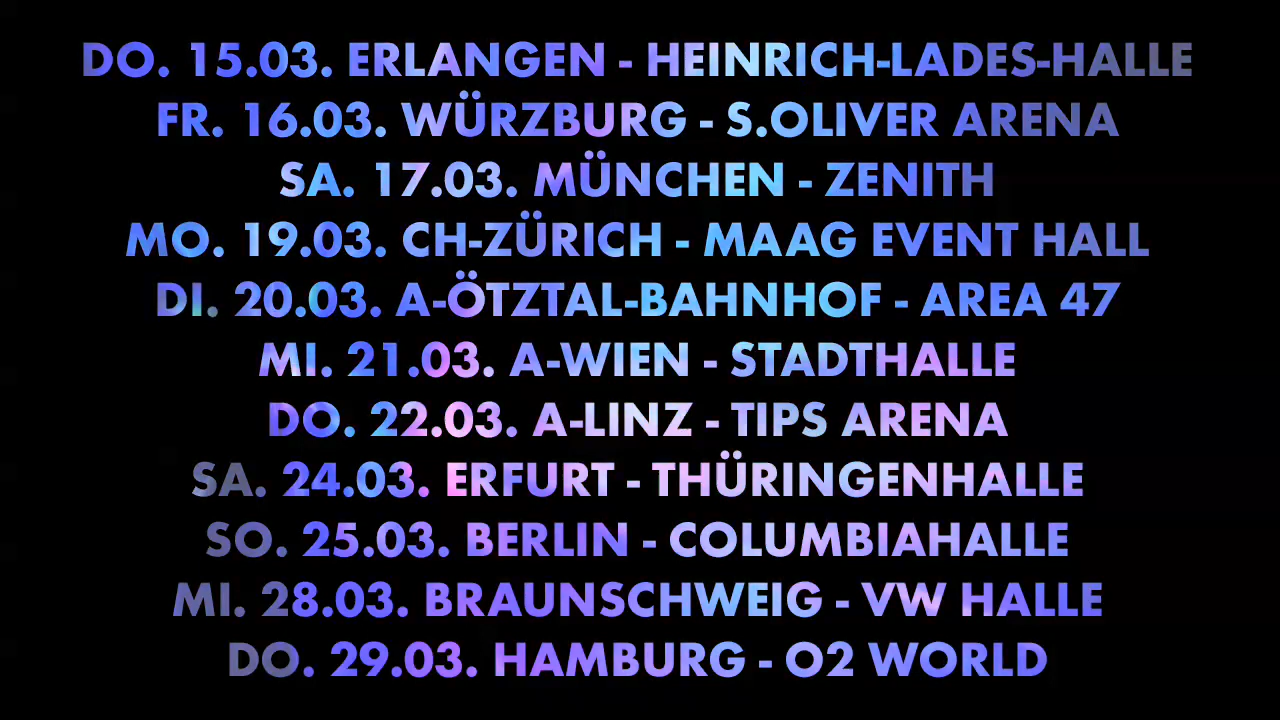 DO. 15.03. ERLANGEN - HEINRICH-LADES-HALLE
FR. 16.03. WÜRZBURG - S.OLIVER ARENA
SA. 17.03. MÜNCHEN - ZENITH
MO. 19.03. CH-ZÜRICH - MAAG EVENT HALL
DI. 20.03. A-ÖTZTAL-BAHNHOF - AREA 47
MI. 21.03. A-WIEN - STADTHALLE
DO. 22.03. A-LINZ - TIPS ARENA
SA. 24.03. ERFURT - THÜRINGENHALLE
SO. 25.03. BERLIN - COLUMBIAHALLE
MI. 28.03. BRAUNSCHWEIG - VW HALLE
DO. 29.03. HAMBURG - O2 WORLD